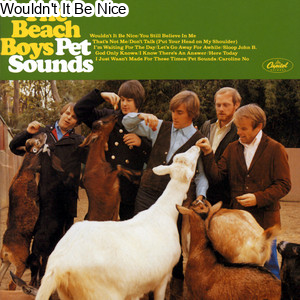 Wouldn't It Be Nice
The
Beach
Boys Pet
Sounds
Wouldn't It Be Nice/You Still Believe In Me
That's Not Me/Don't Talk (Put Your Head on My Shoulder)
I'm Waiting For The Day/Let's Go Away For Awhile/Sloop John B.
God Only Knows/I Know There's An Answer/Here Today
I Just Wasn't Made For These Times/Pet Sounds/Caroline No
Capitol